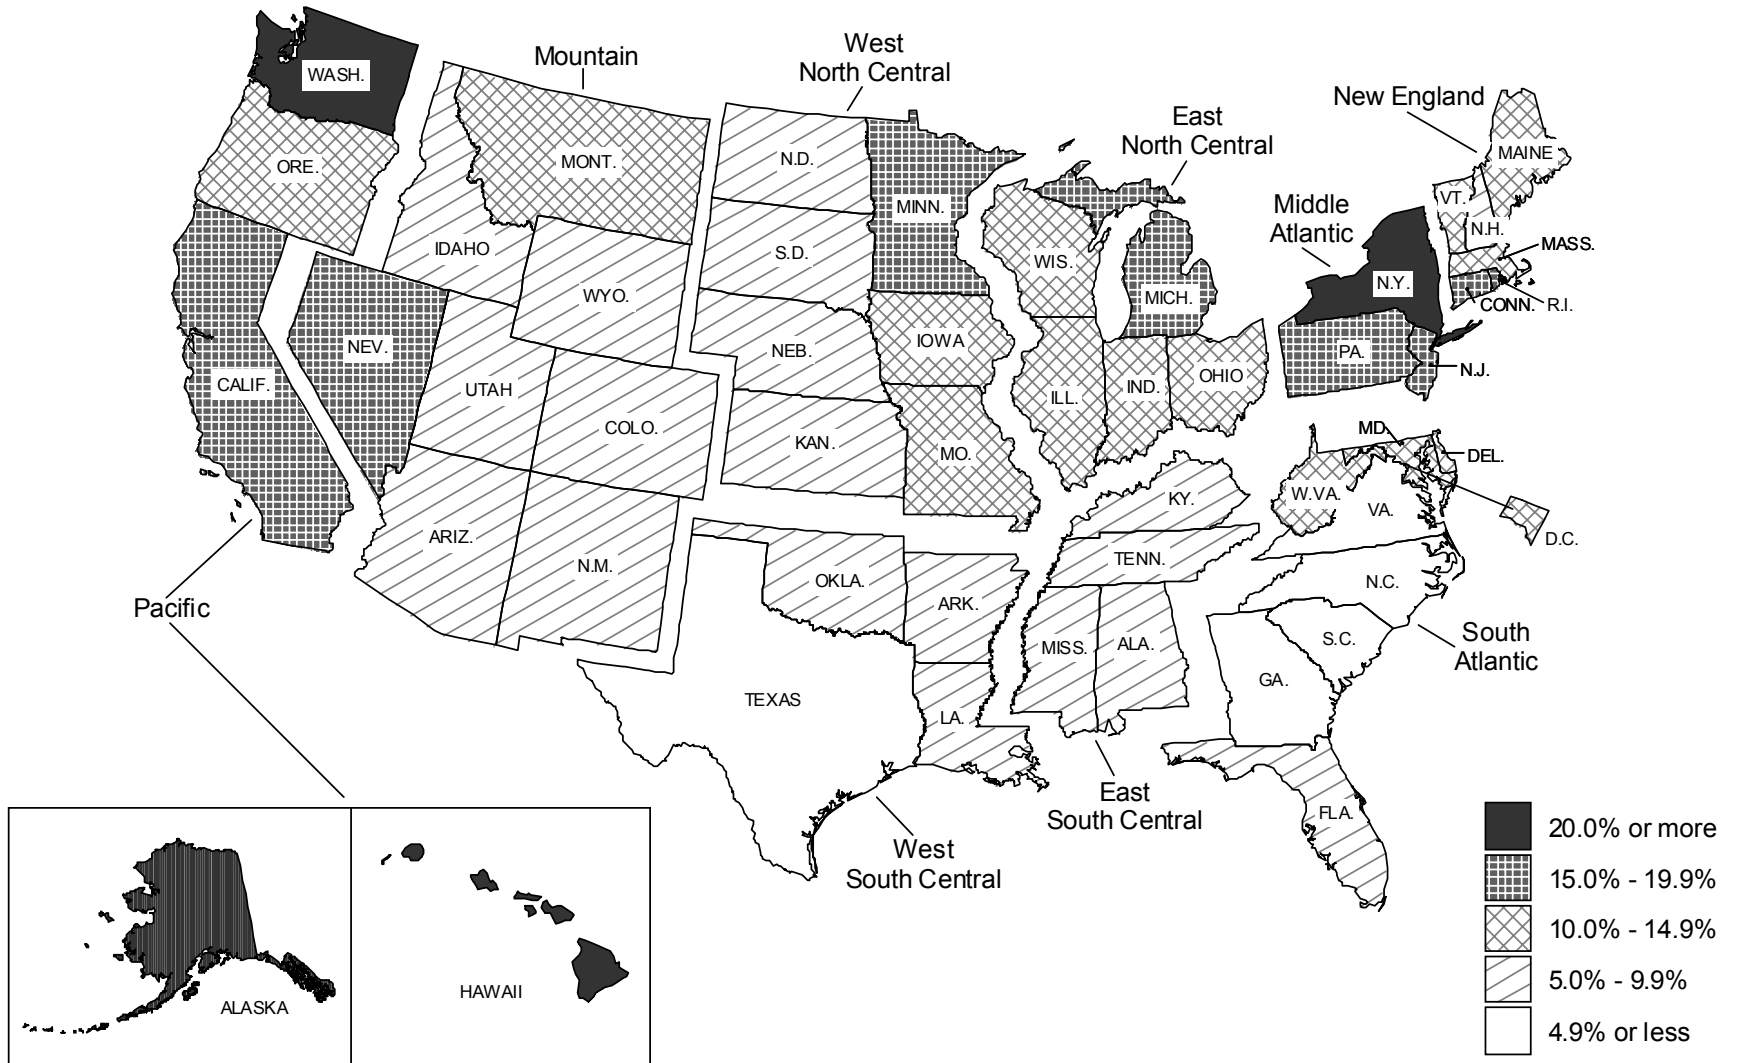 WASH.
Mountain
West
North Central
New England
East
North Central
ORE.
MONT.
N.D.
MAINE
MINN.
VT.
Middle
Atlantic
IDAHO
S.D.
WIS.
N.H.
MASS.
WYO.
MICH.
N.Y.
CONN.
R.I.
NEV.
NEB.
IOWA
PA.
CALIF.
UTAH
ILL.
IND.
OHIO
N.J.
COLO.
KAN.
MO.
MD.
DEL.
KY.
W.VA.
VA.
ARIZ.
N.M.
D.C.
TENN.
OKLA.
ARK.
N.C.
Pacific
MISS.
ALA.
S.C.
South
Atlantic
TEXAS
LA.
GA.
East
South Central
FLA.
West
South Central
ALASKA
HAWAII
20.0% or more
15.0% - 19.9%
10.0% - 14.9%
5.0% - 9.9%
4.9% or less